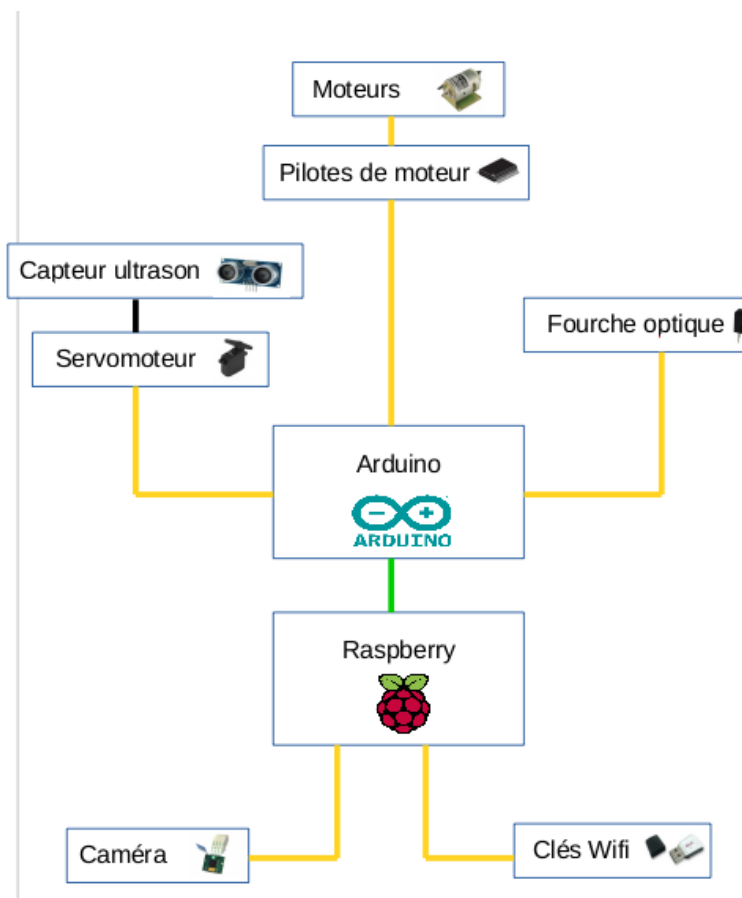 Moteurs
Pilotes de moteur
Capteur ultrason
Fourche optique
Servomoteur
Arduino
ARDUINO
Raspberry
Caméra
Clés Wifi